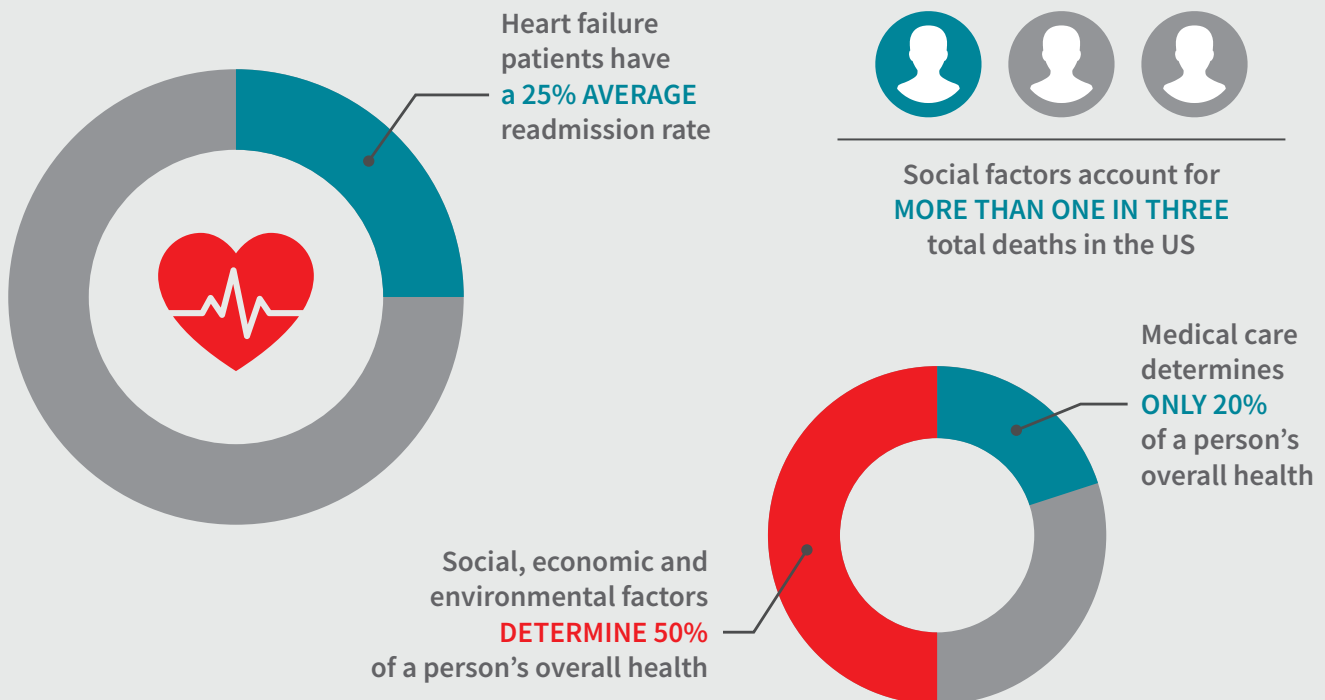 Heart failure
patients have
a 25% AVERAGE
readmission rate
Social factors account for
MORE THAN ONE IN THREE
total deaths in the US
Medical care
determines
ONLY 20%
of a person’s
overall health
Social, economic and
environmental factors
DETERMINE 50%
of a person’s overall health